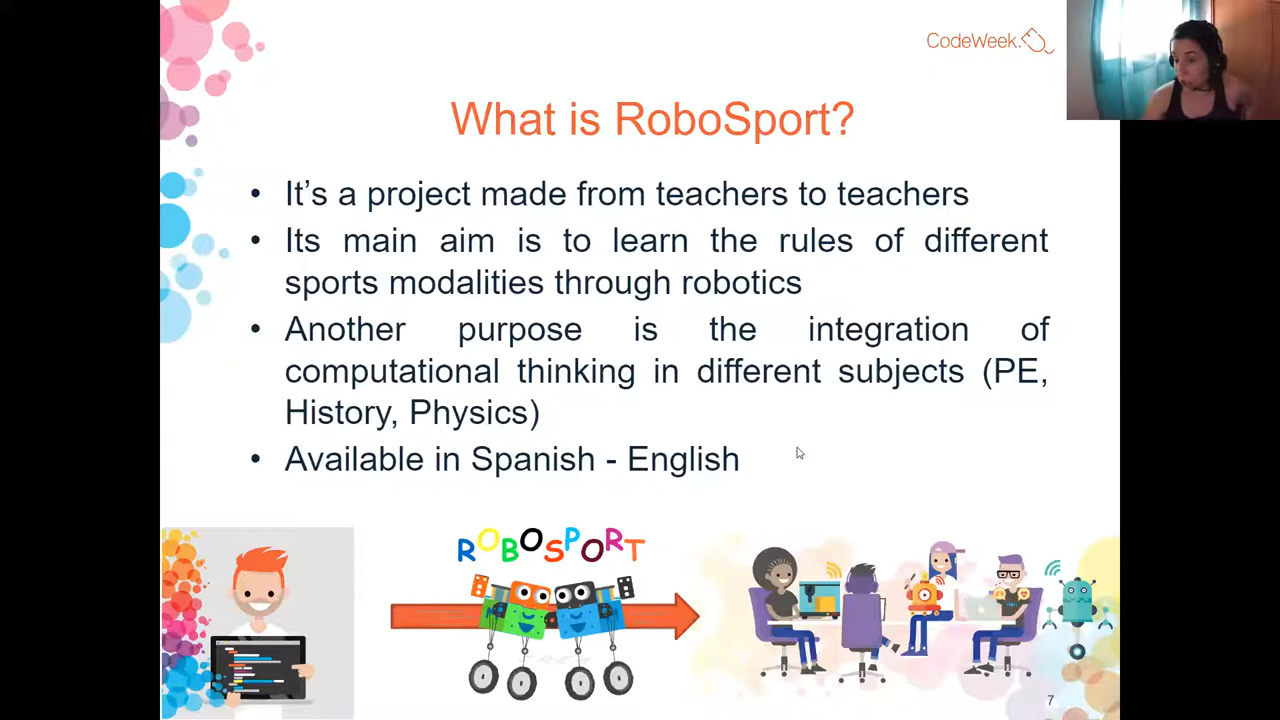 CodeWeek.
What is RoboSport?
• It's a project made from teachers to teachers
• Its main aim is to learn the rules of different
sports modalities through robotics
• Another purpose is the integration of
computational thinking in different subjects (PE,
History, Physics)
• Available in Spanish - English
ROBOSPORT
7